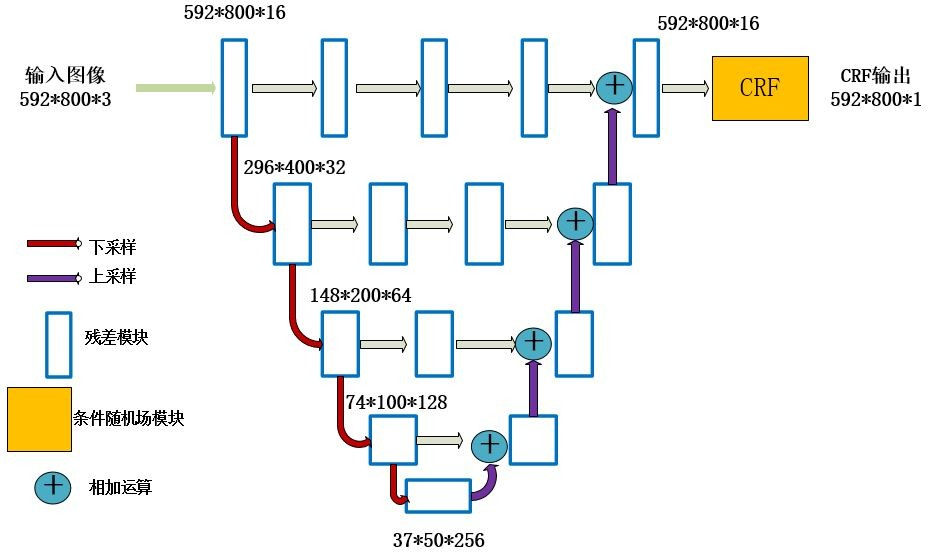 592*800*16
592*800*16
输入图像
592*800*3
CRF
CRF输出
592*800*1
296*400*32
下采样
上采样
148*200*64
残差模块
74*100*128
条件随机场模块
相加运算
37*50*256